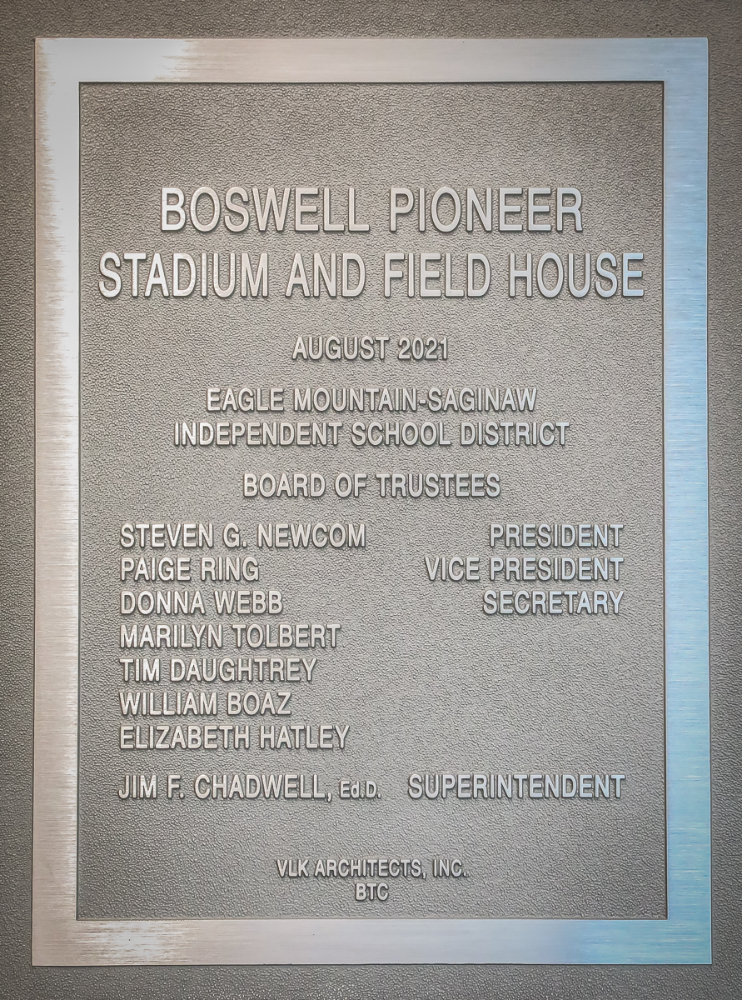 BOSWELL PIONEER
STADIUM AND FIELD HOUSE
AUGUST 2021
EAGLE MOUNTAIN-SAGINAW
INDEPENDENT SCHOOL DISTRICT
BOARD OF TRUSTEES
STEVEN G. NEWCOM PRESIDENT
PAIGE RING VICE PRESIDENT
DONNA WEBB SECRETARY
MARILYN TOLBERT
TIM DAUGHTREY
WILLIAM BOAZ
ELIZABETH HATLEY
JIM F. CHADWELL, Ed.D. SUPERINTENDENT
VLK ARCHITECTS, INC.
BTC